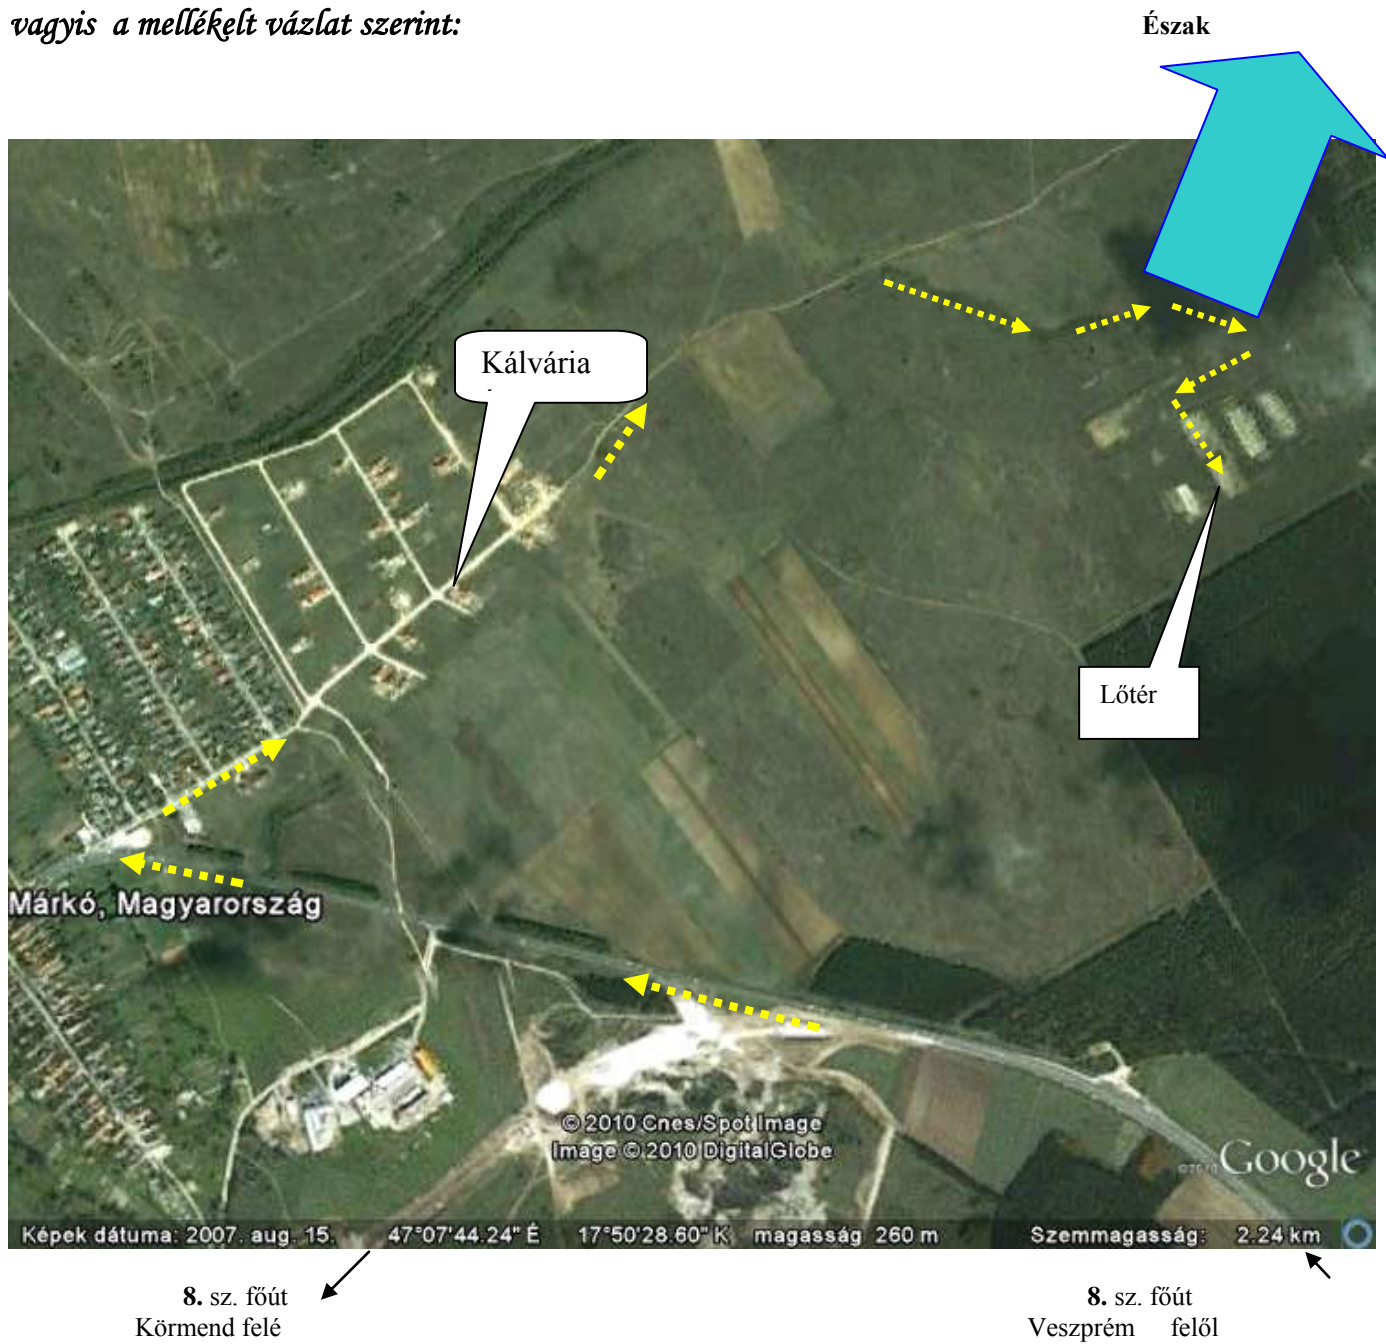 vagyis a mellékelt vázlat szerint:
Észak
Kálvária
Lőtér
Márkó, Magyarország
© 2010 Cnes/Spot Image
Image © 2010 DigitalGlobe
©2010 Google
Képek dátuma: 2007. aug. 15. 47°07'44.24" É 17°50'28.60" K magasság 260 m Szemmagasság: 2.24 km
8. sz. főút
Körmend felé
8. sz. főút
Veszprém felől